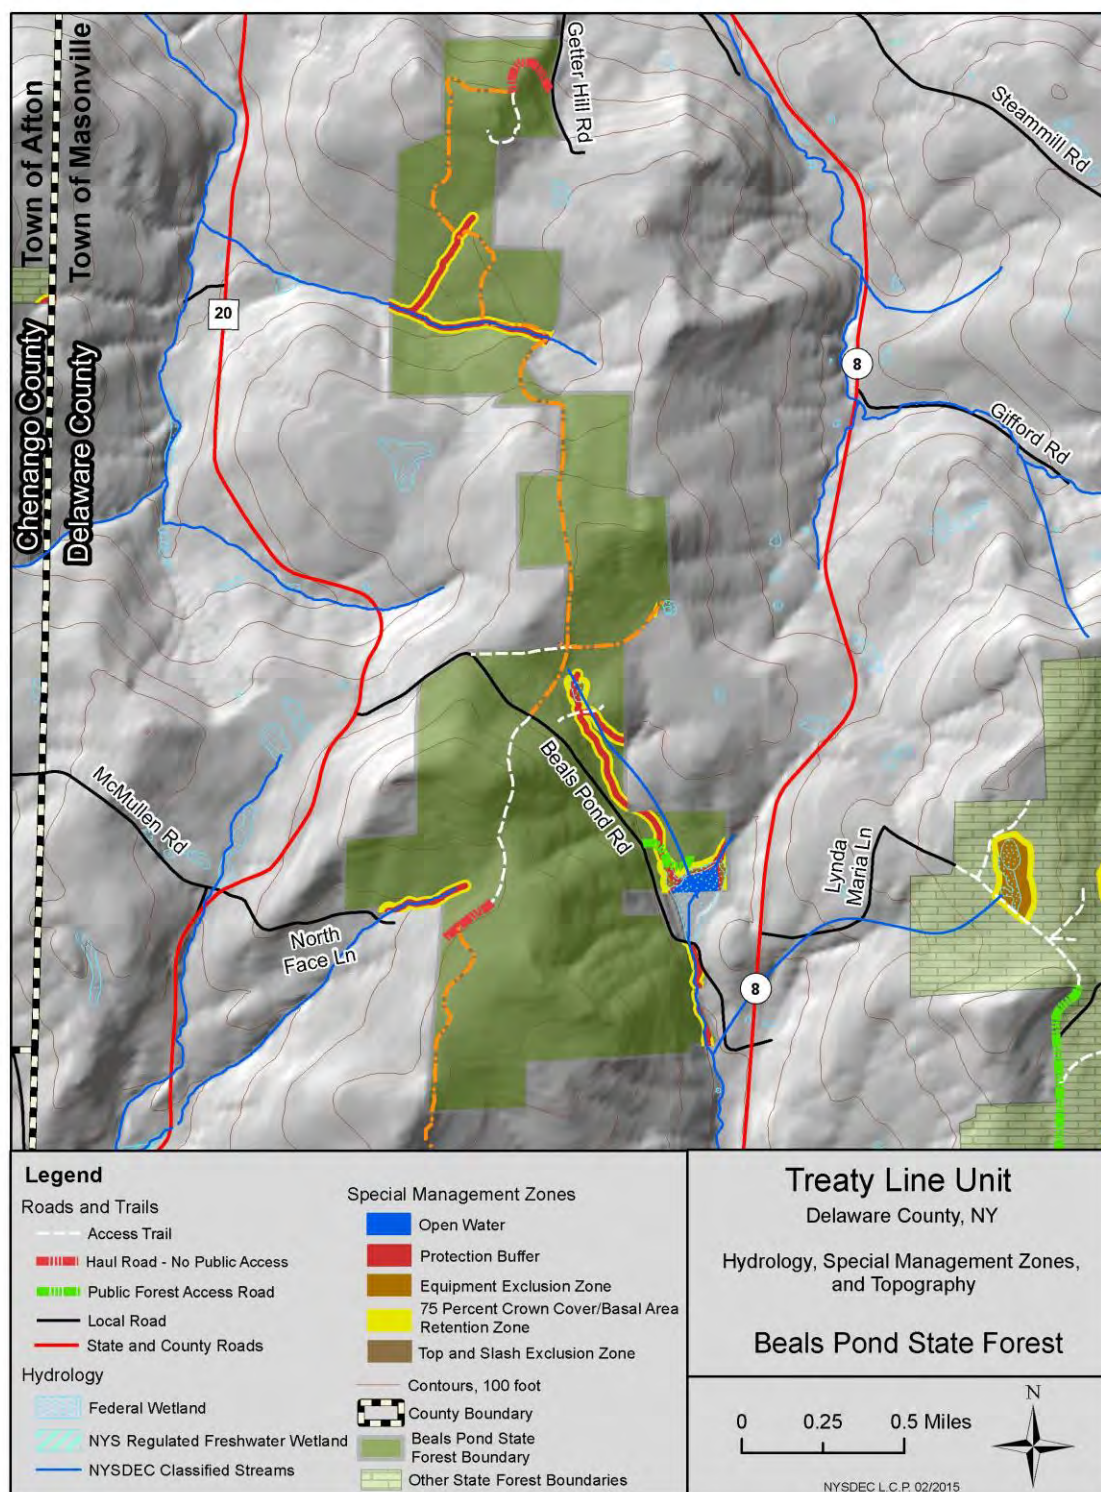 Getter Hill Rd
Steammill Rd
Town of Afton
Town of Masonville
20
8
Gifford Rd
Chenango County
Delaware County
McMullen Rd
Beals Pond Rd
Lynda
Maria Ln
North
Face Ln
8
Legend
Roads and Trails
Access Trail
Haul Road - No Public Access
Public Forest Access Road
Local Road
State and County Roads
Hydrology
Federal Wetland
NYS Regulated Freshwater Wetland
NYSDEC Classified Streams
Special Management Zones
Open Water
Protection Buffer
Equipment Exclusion Zone
75 Percent Crown Cover/Basal Area
Retention Zone
Top and Slash Exclusion Zone
Contours, 100 foot
County Boundary
Beals Pond State
Forest Boundary
Other State Forest Boundaries
Treaty Line Unit
Delaware County, NY
Hydrology, Special Management Zones,
and Topography
Beals Pond State Forest
0 0.25 0.5 Miles
N
NYSDEC L.C.P. 02/2015